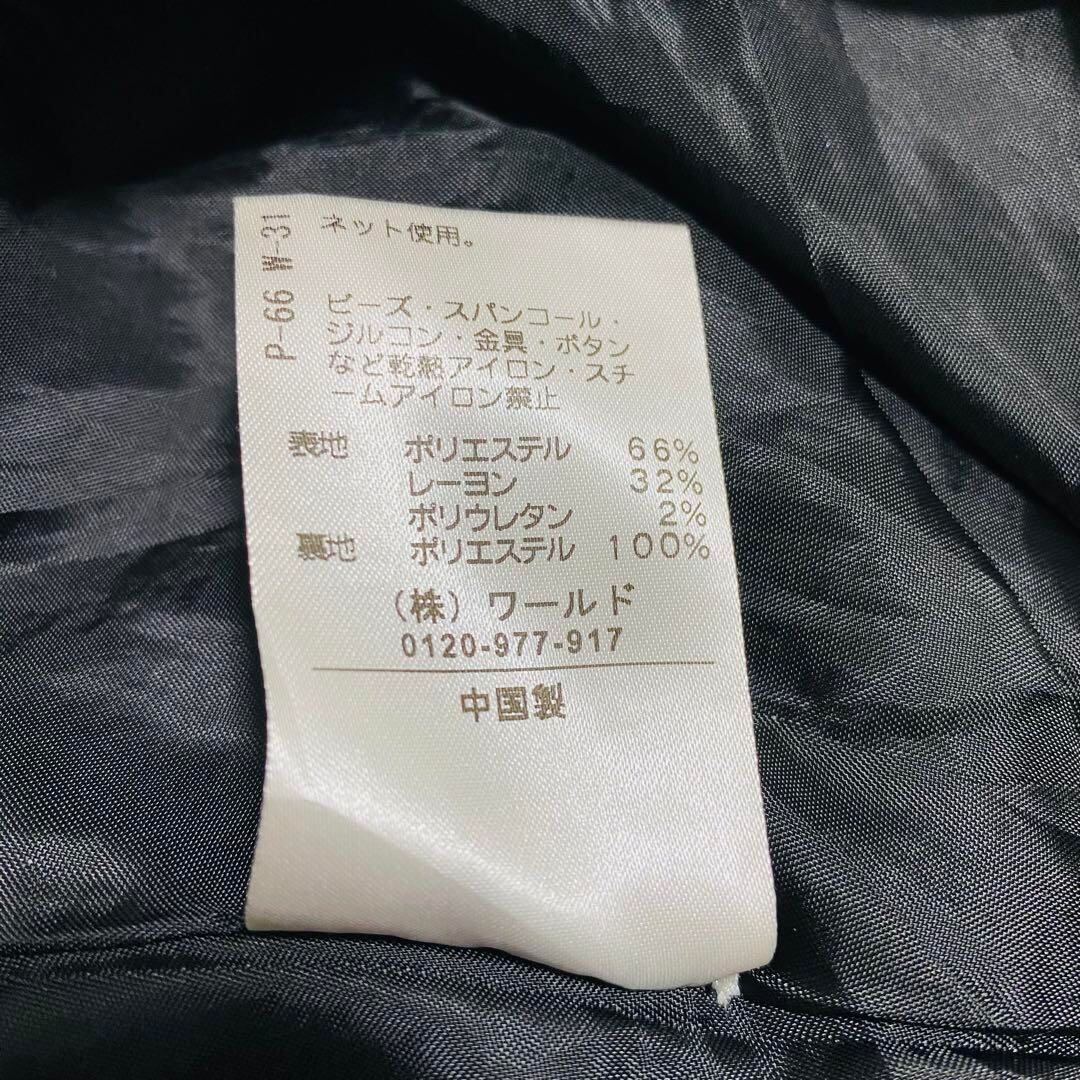 P-66 W-31
ネット使用。
ビーズ・スパンコール・
ジルコン・金具・ボタン
など乾熱アイロン・スチ
ームアイロン禁止
表地 ポリエステル 66%
レーヨン 32%
ポリウレタン 2%
裏地 ポリエステル 100%
(株) ワールド
0120-977-917
中国製